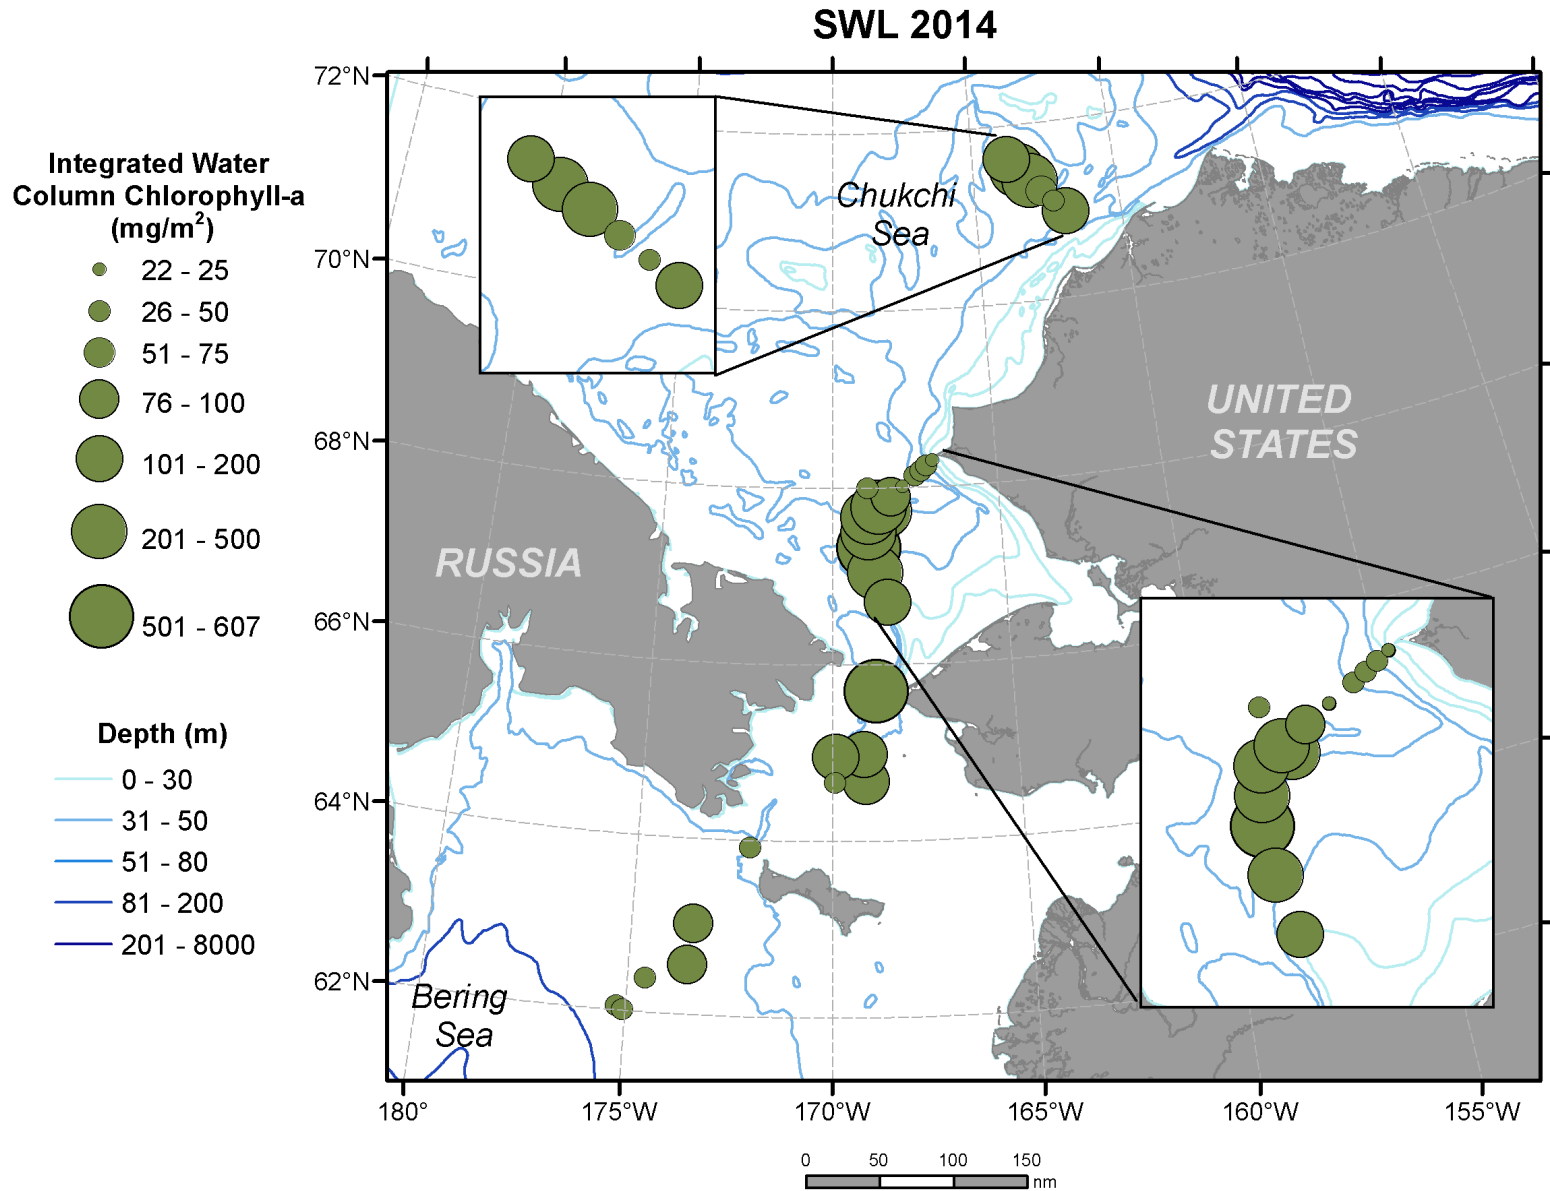 SWL 2014
Integrated Water
Column Chlorophyll-a
(mg/m²)
22 - 25
26 - 50
51 - 75
76 - 100
101 - 200
201 - 500
501 - 607
Depth (m)
0 - 30
31 - 50
51 - 80
81 - 200
201 - 8000
72°N
70°N
68°N
66°N
64°N
62°N
Chukchi
Sea
UNITED
STATES
RUSSIA
Bering
Sea
180°
175°W
170°W
165°W
160°W
155°W
0 50 100 150
nm